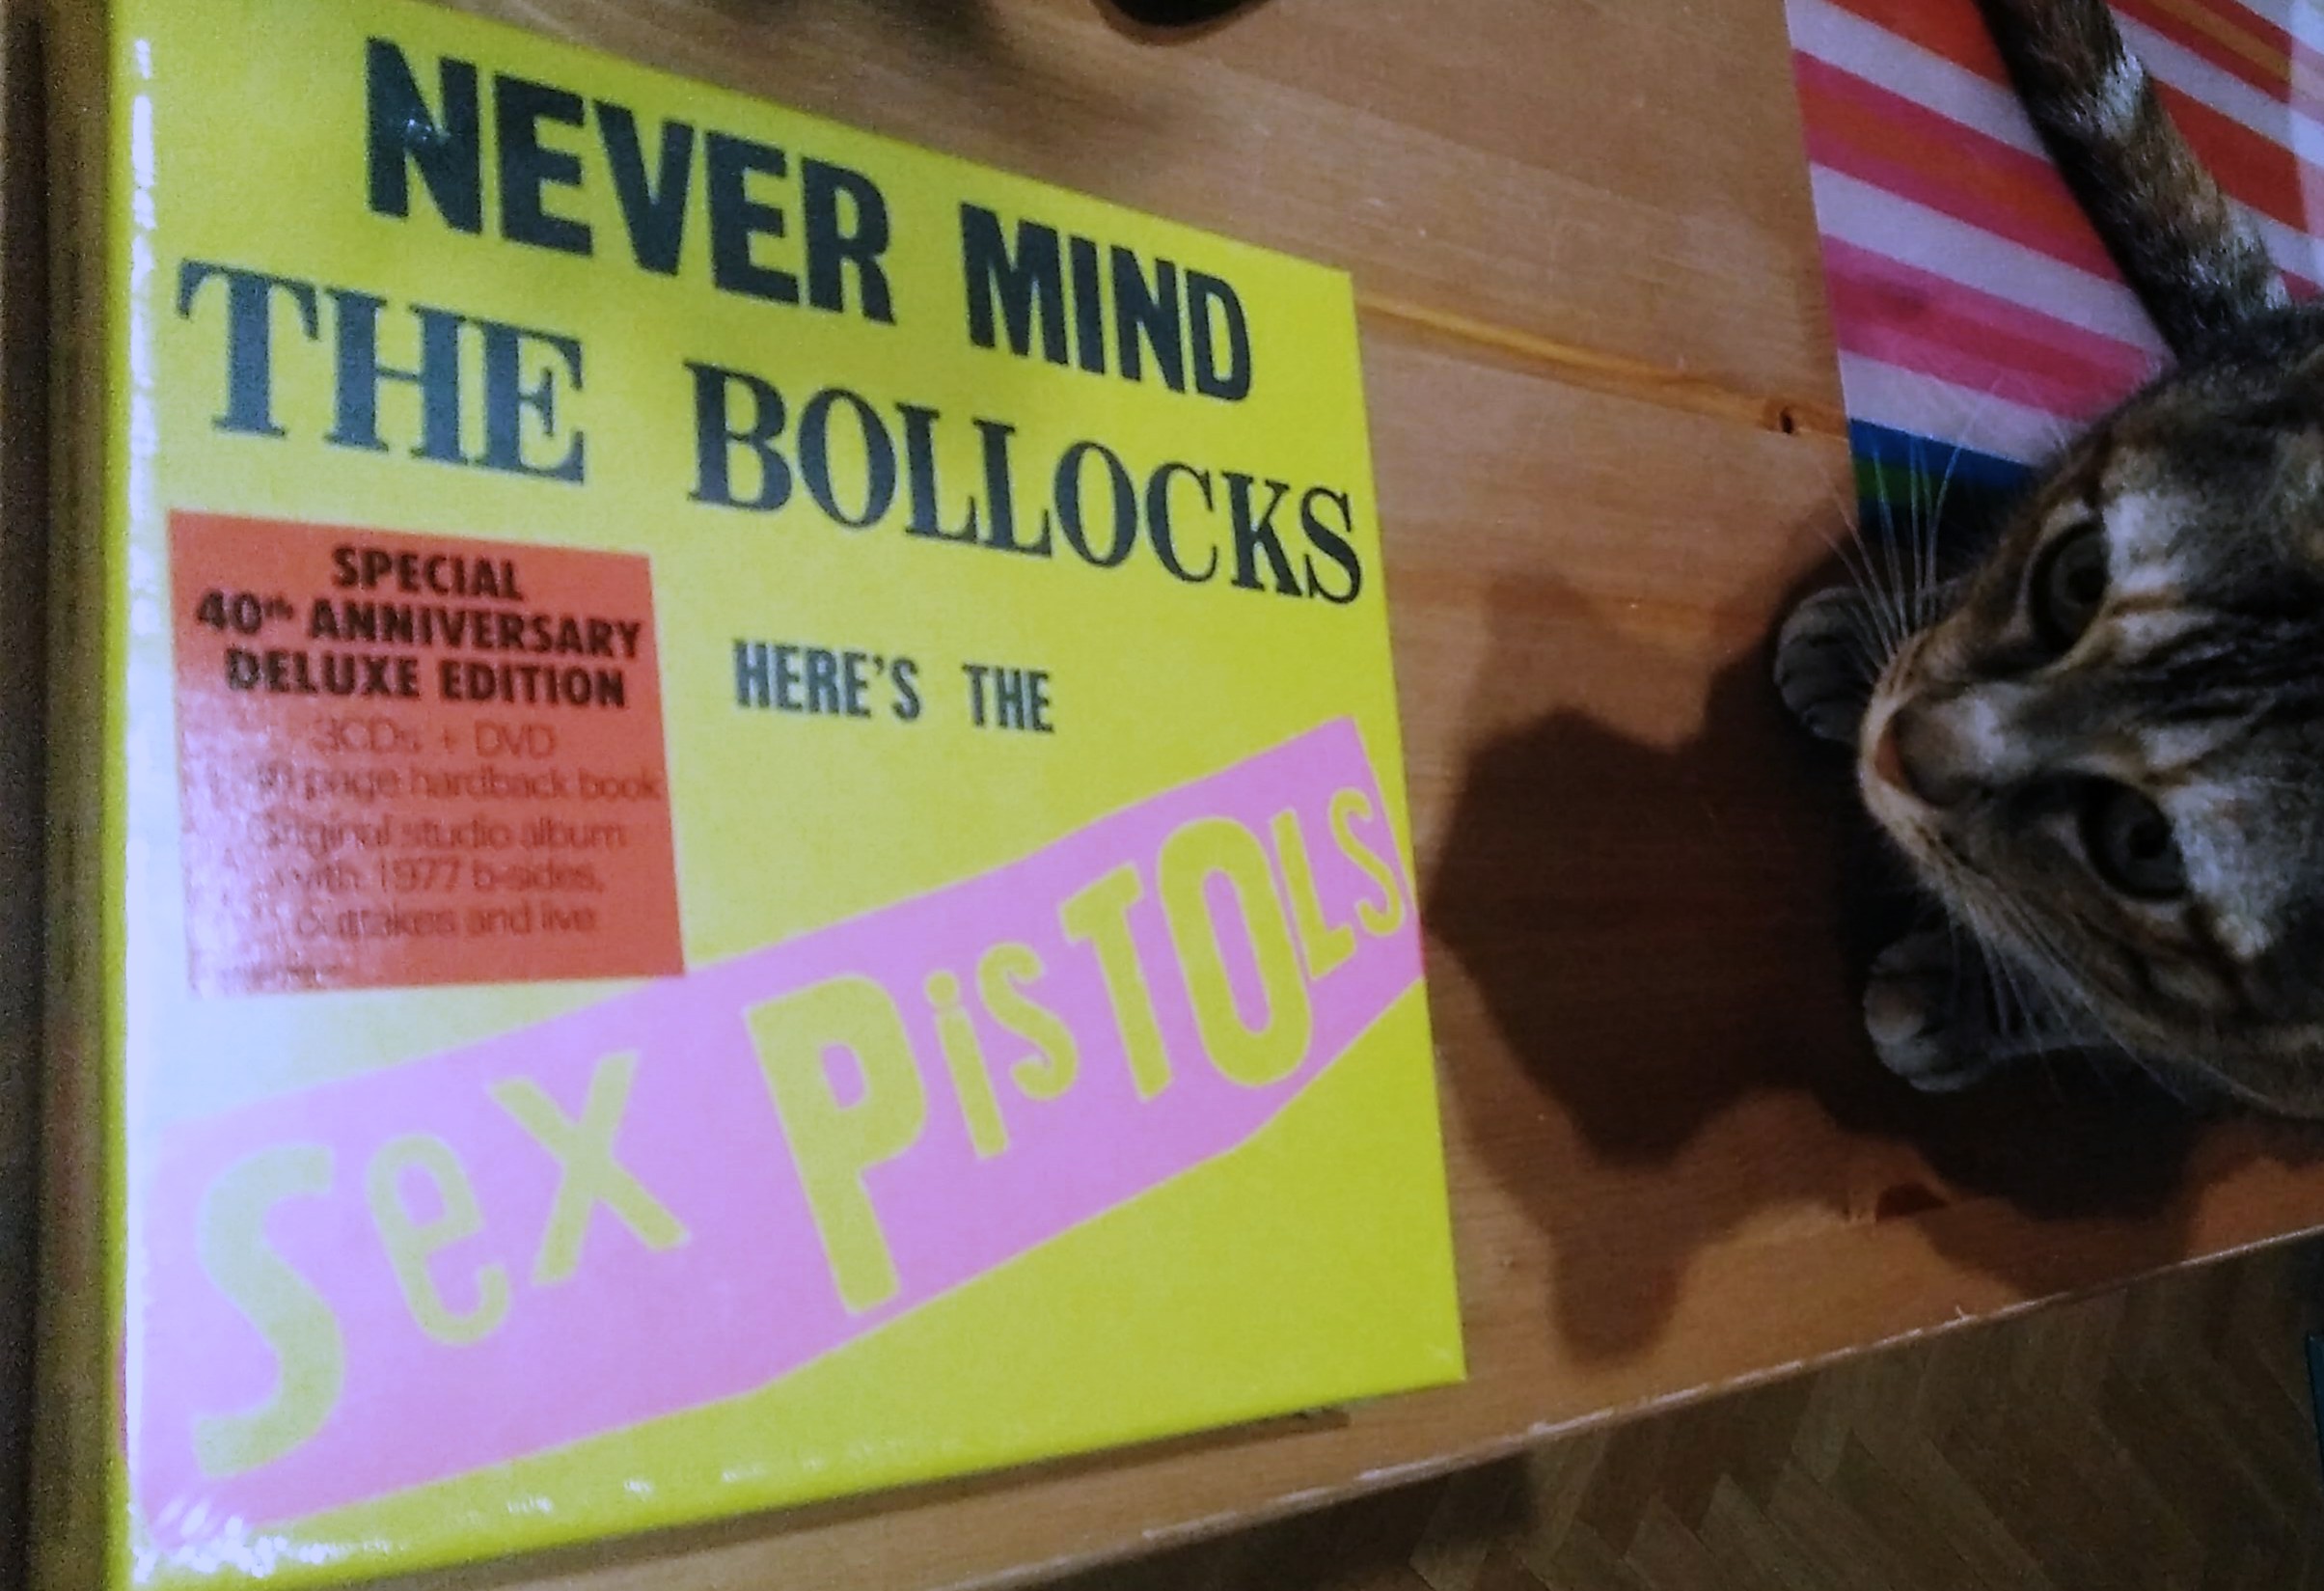 NEVER MIND
THE BOLLOCKS
SPECIAL
40th ANNIVERSARY
DELUXE EDITION
3CDs + DVD
page hardback book
Original studio album
with 1977 b-sides,
outtakes and live
HERE'S THE
Sex PiSTOLS